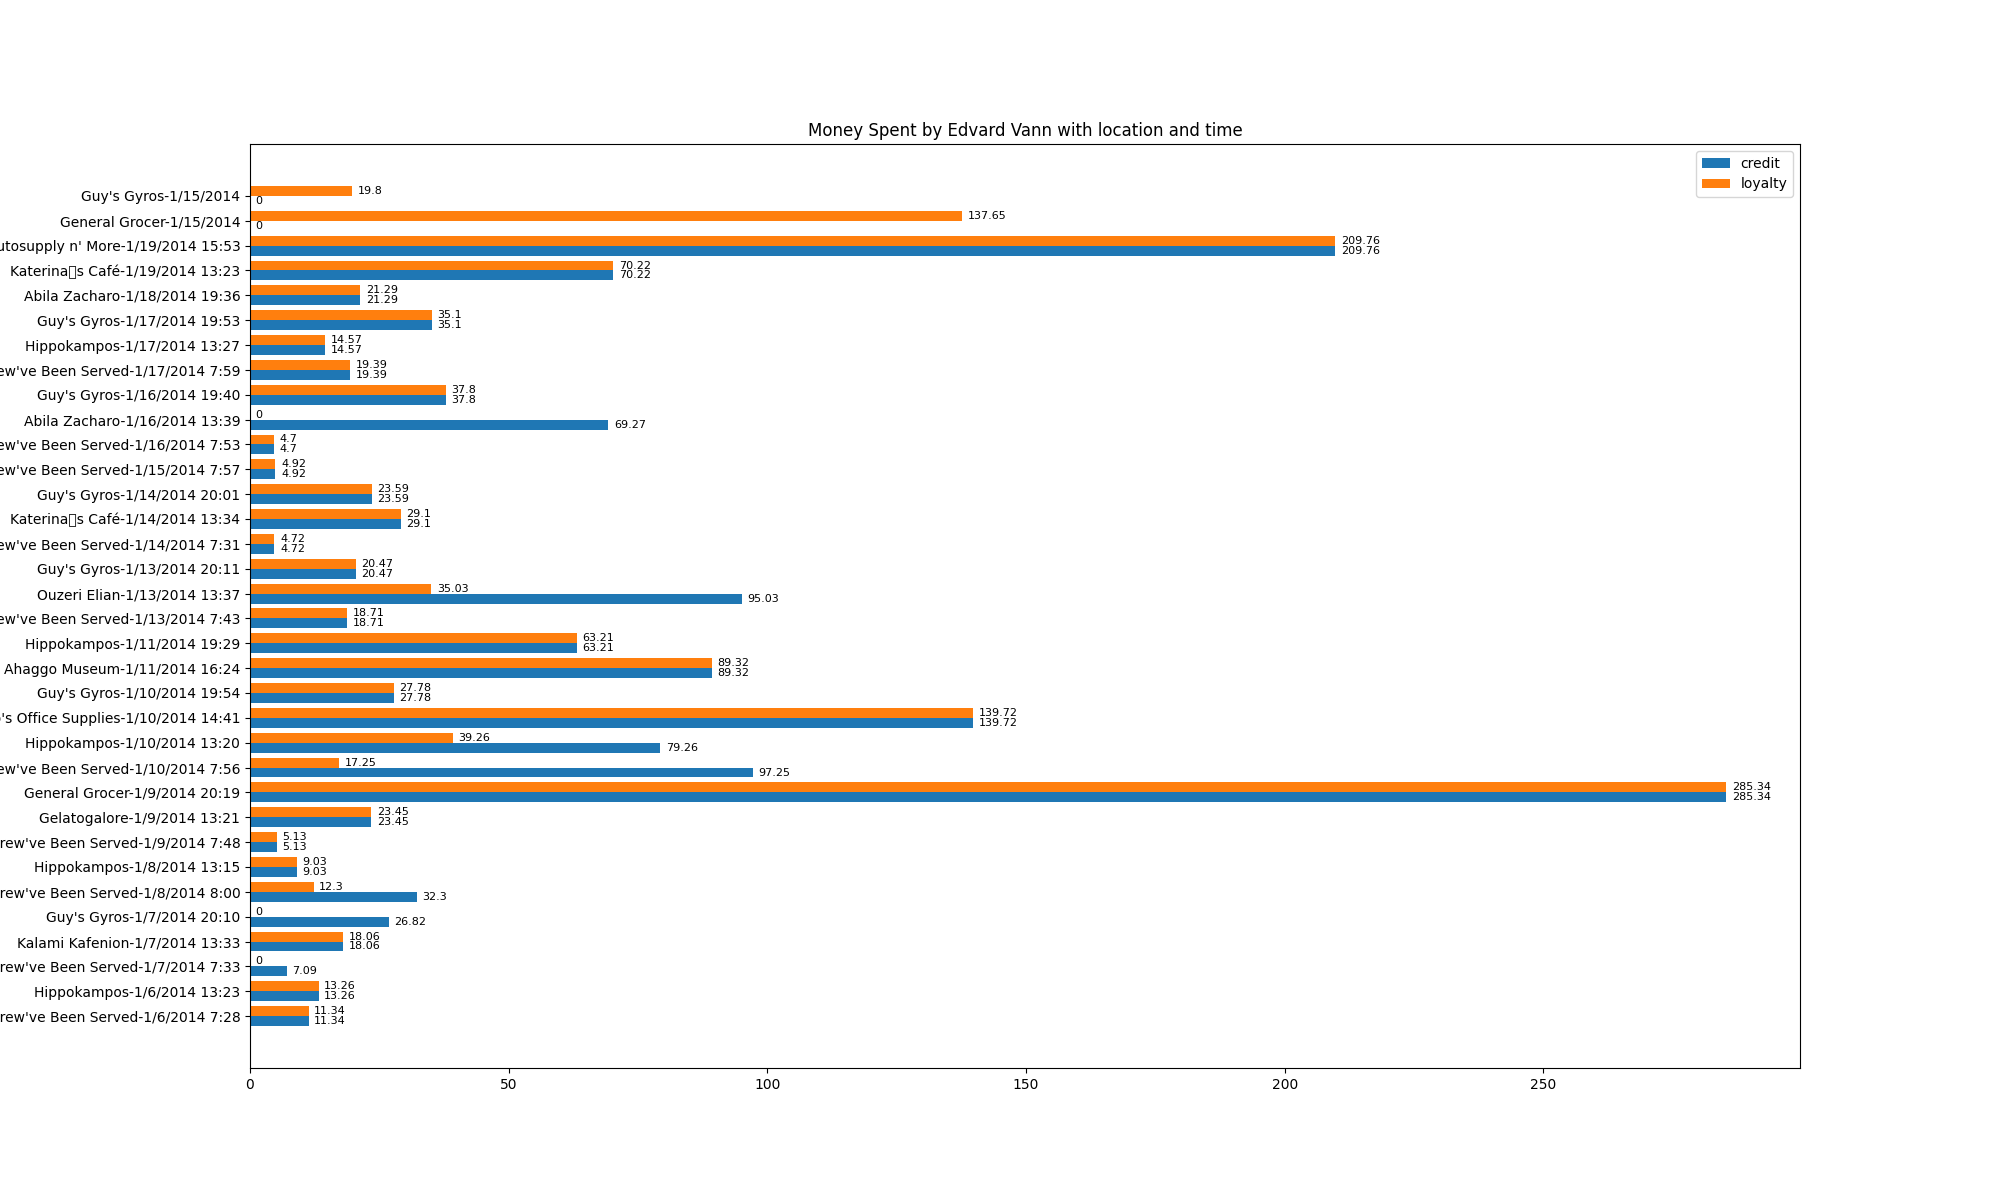 Money Spent by Edvard Vann with location and time
credit
loyalty
Guy's Gyros-1/15/2014 19.8 0
General Grocer-1/15/2014 137.65 0
utosupply n' More-1/19/2014 15:53 209.76 209.76
Katerina▯s Café-1/19/2014 13:23 70.22 70.22
Abila Zacharo-1/18/2014 19:36 21.29 21.29
Guy's Gyros-1/17/2014 19:53 35.1 35.1
Hippokampos-1/17/2014 13:27 14.57 14.57
ew've Been Served-1/17/2014 7:59 19.39 19.39
Guy's Gyros-1/16/2014 19:40 37.8 37.8
Abila Zacharo-1/16/2014 13:39 0 69.27
ew've Been Served-1/16/2014 7:53 4.7 4.7
ew've Been Served-1/15/2014 7:57 4.92 4.92
Guy's Gyros-1/14/2014 20:01 23.59 23.59
Katerina▯s Café-1/14/2014 13:34 29.1 29.1
ew've Been Served-1/14/2014 7:31 4.72 4.72
Guy's Gyros-1/13/2014 20:11 20.47 20.47
Ouzeri Elian-1/13/2014 13:37 35.03 95.03
ew've Been Served-1/13/2014 7:43 18.71 18.71
Hippokampos-1/11/2014 19:29 63.21 63.21
Ahaggo Museum-1/11/2014 16:24 89.32 89.32
Guy's Gyros-1/10/2014 19:54 27.78 27.78
's Office Supplies-1/10/2014 14:41 139.72 139.72
Hippokampos-1/10/2014 13:20 39.26 79.26
ew've Been Served-1/10/2014 7:56 17.25 97.25
General Grocer-1/9/2014 20:19 285.34 285.34
Gelatogalore-1/9/2014 13:21 23.45 23.45
rew've Been Served-1/9/2014 7:48 5.13 5.13
Hippokampos-1/8/2014 13:15 9.03 9.03
rew've Been Served-1/8/2014 8:00 12.3 32.3
Guy's Gyros-1/7/2014 20:10 0 26.82
Kalami Kafenion-1/7/2014 13:33 18.06 18.06
rew've Been Served-1/7/2014 7:33 0 7.09
Hippokampos-1/6/2014 13:23 13.26 13.26
rew've Been Served-1/6/2014 7:28 11.34 11.34
0 50 100 150 200 250